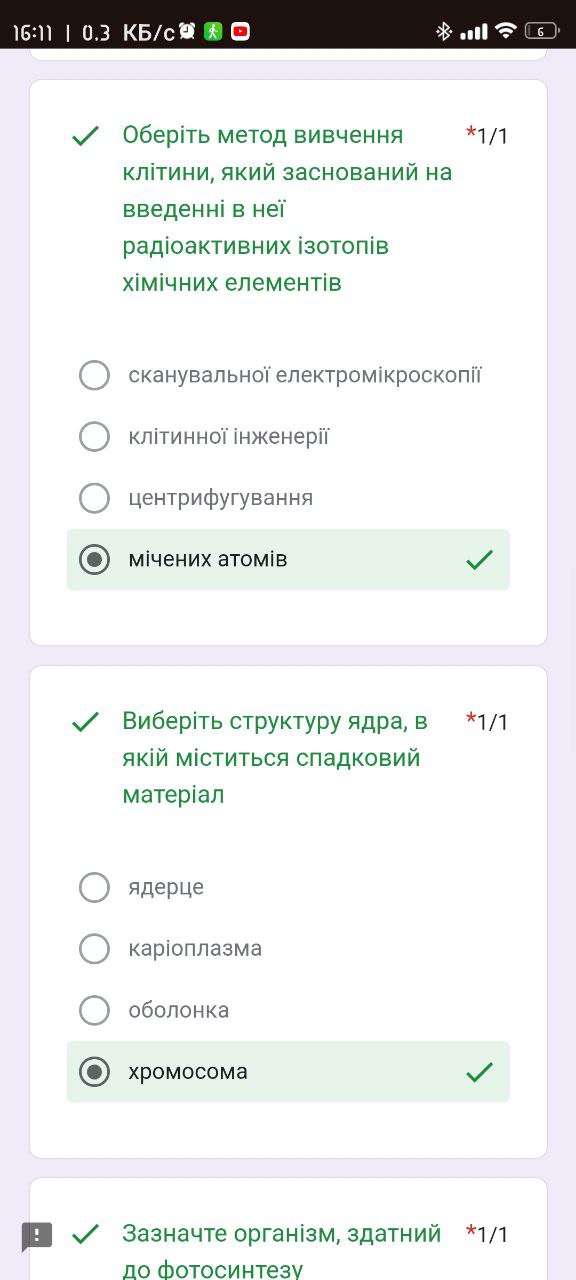 16:11 | 0.3 КБ/с 6
Оберіть метод вивчення *1/1
клітини, який заснований на
введенні в неї
радіоактивних ізотопів
хімічних елементів
сканувальної електромікроскопії
клітинної інженерії
центрифугування
мічених атомів
Виберіть структуру ядра, в *1/1
якій міститься спадковий
матеріал
ядерце
каріоплазма
оболонка
хромосома
Зазначте організм, здатний *1/1
до фотосинтезу